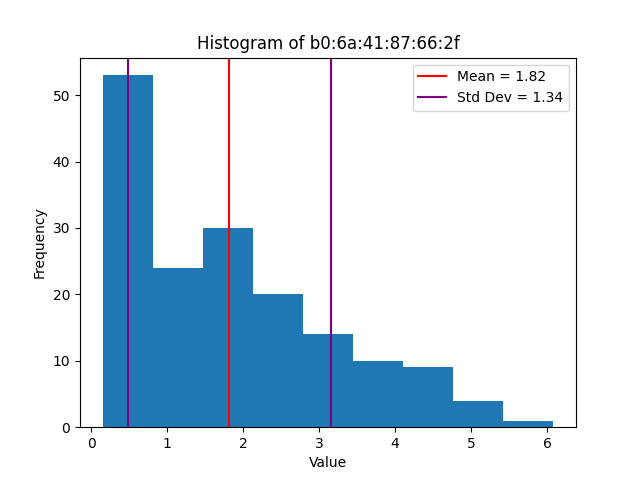 Histogram of b0:6a:41:87:66:2f
Mean = 1.82
Std Dev = 1.34
Frequency
50
40
30
20
10
0
0 1 2 3 4 5 6
Value